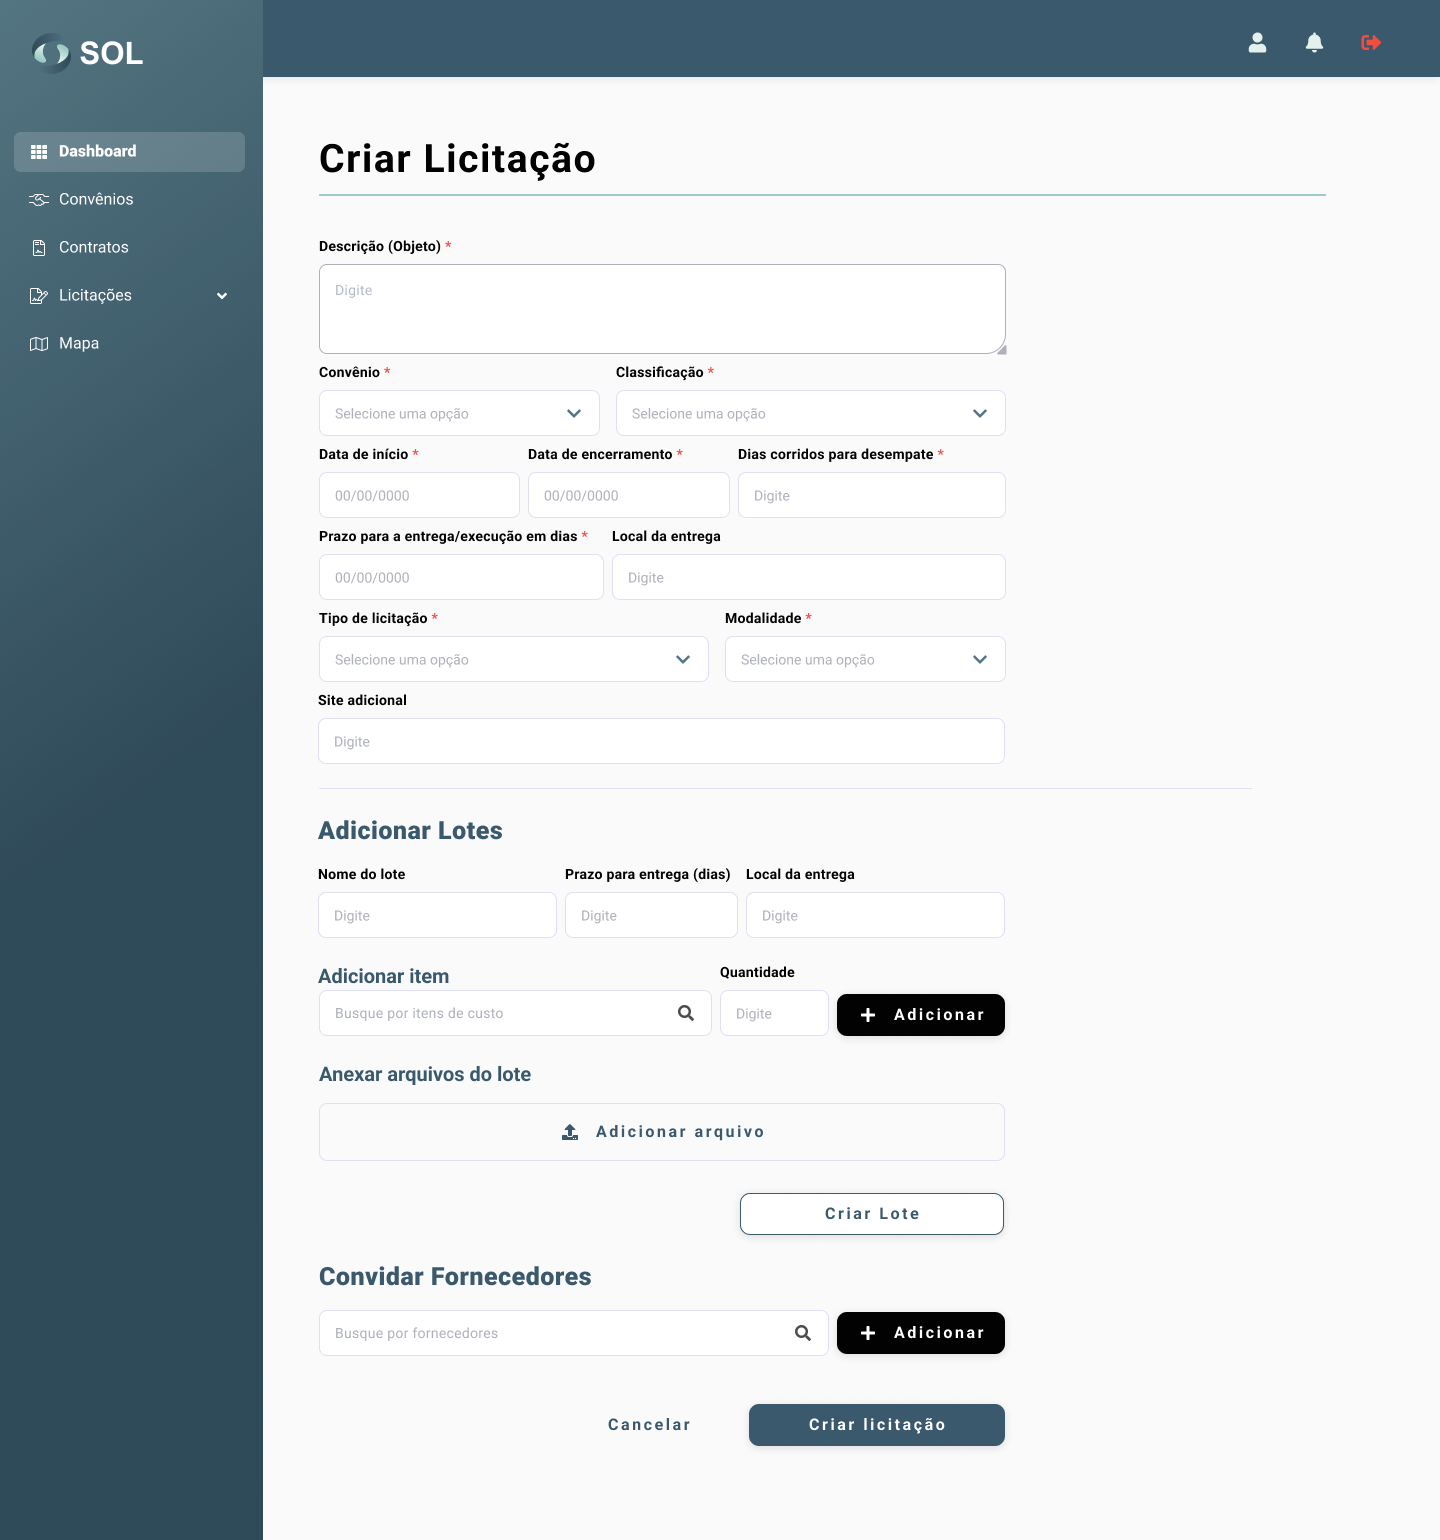 SOL
Dashboard
Convênios
Contratos
Licitações
Mapa
Criar Licitação
Descrição (Objeto) *
Digite
Convênio * Classificação *
Selecione uma opção Selecione uma opção
Data de início * Data de encerramento * Dias corridos para desempate *
00/00/0000 00/00/0000 Digite
Prazo para a entrega/execução em dias * Local da entrega
00/00/0000 Digite
Tipo de licitação * Modalidade *
Selecione uma opção Selecione uma opção
Site adicional
Digite
Adicionar Lotes
Nome do lote Prazo para entrega (dias) Local da entrega
Digite Digite Digite
Adicionar item Quantidade
Busque por itens de custo Digite Adicionar
Anexar arquivos do lote
Adicionar arquivo
Criar Lote
Convidar Fornecedores
Busque por fornecedores Adicionar
Cancelar Criar licitação